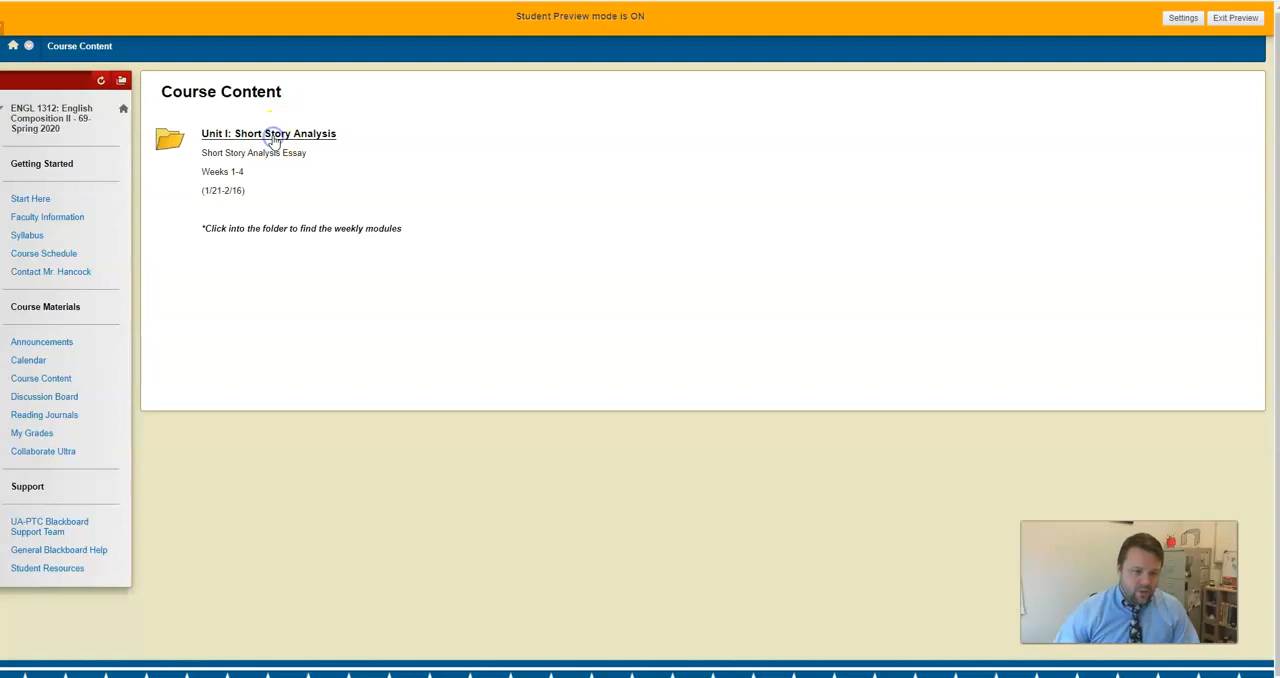 Student Preview mode is ON
Settings
Exit Preview
Course Content
ENGL 1312: English
Composition II - 69-
Spring 2020
Getting Started
Start Here
Faculty Information
Syllabus
Course Schedule
Contact Mr. Hancock
Course Materials
Announcements
Calendar
Course Content
Discussion Board
Reading Journals
My Grades
Collaborate Ultra
Support
UA-PTC Blackboard
Support Team
General Blackboard Help
Student Resources
Course Content
Unit I: Short Story Analysis
Short Story Analysis Essay
Weeks 1-4
(1/21-2/16)
*Click into the folder to find the weekly modules